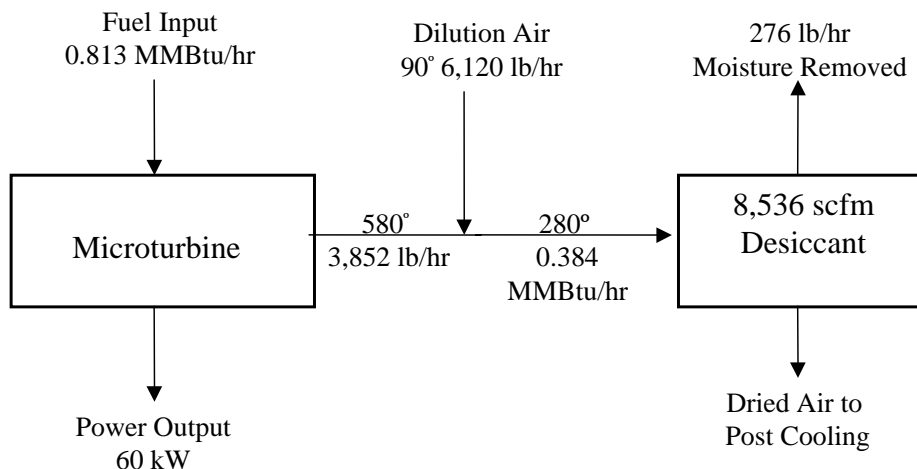 Fuel Input
0.813 MMBtu/hr
Dilution Air
90° 6,120 lb/hr
276 lb/hr
Moisture Removed
Microturbine
580°
3,852 lb/hr
280º
0.384
MMBtu/hr
8,536 scfm
Desiccant
Power Output
60 kW
Dried Air to
Post Cooling